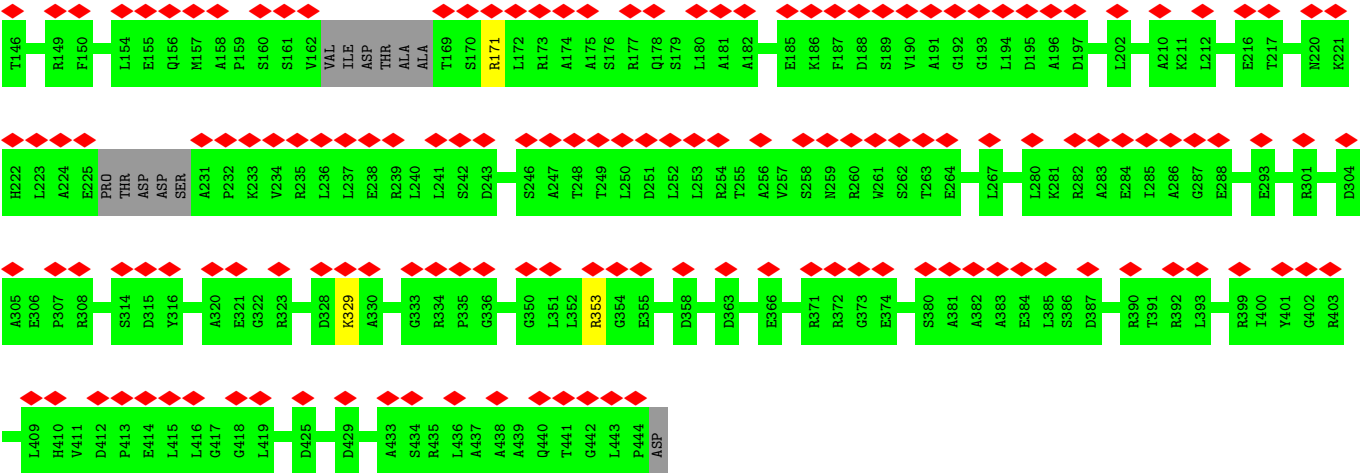 T146 R149 F150 L154 E155 Q156 M157 A158 P159 S160 S161 V162 VAL ILE ASP THR ALA ALA T169 S170 R171 L172 R173 A174 A175 S176 R177 Q178 S179 L180 A181 A182 E185 K186 F187 D188 S189 V190 A191 G192 G193 L194 D195 A196 D197 L202 A210 K211 L212 E216 T217 N220 K221
H222 L223 A224 E225 PRO THR ASP ASP SER A231 P232 K233 V234 R235 L236 L237 E238 R239 L240 L241 S242 D243 S246 A247 T248 T249 L250 D251 L252 L253 R254 T255 A256 V257 S258 N259 R260 W261 S262 T263 E264 L267 L280 K281 R282 A283 E284 I285 A286 G287 E288 E293 R301 D304
A305 E306 P307 R308 S314 D315 Y316 A320 E321 G322 R323 D328 K329 A330 G333 R334 P335 G336 G350 L351 L352 R353 G354 E355 D358 D363 E366 R371 R372 G373 E374 S380 A381 A382 A383 E384 L385 S386 D387 R390 T391 R392 L393 R399 I400 Y401 G402 R403
L409 H410 V411 D412 P413 E414 L415 L416 G417 G418 L419 D425 D429 A433 S434 R435 L436 A437 A438 A439 Q440 T441 G442 L443 P444 ASP